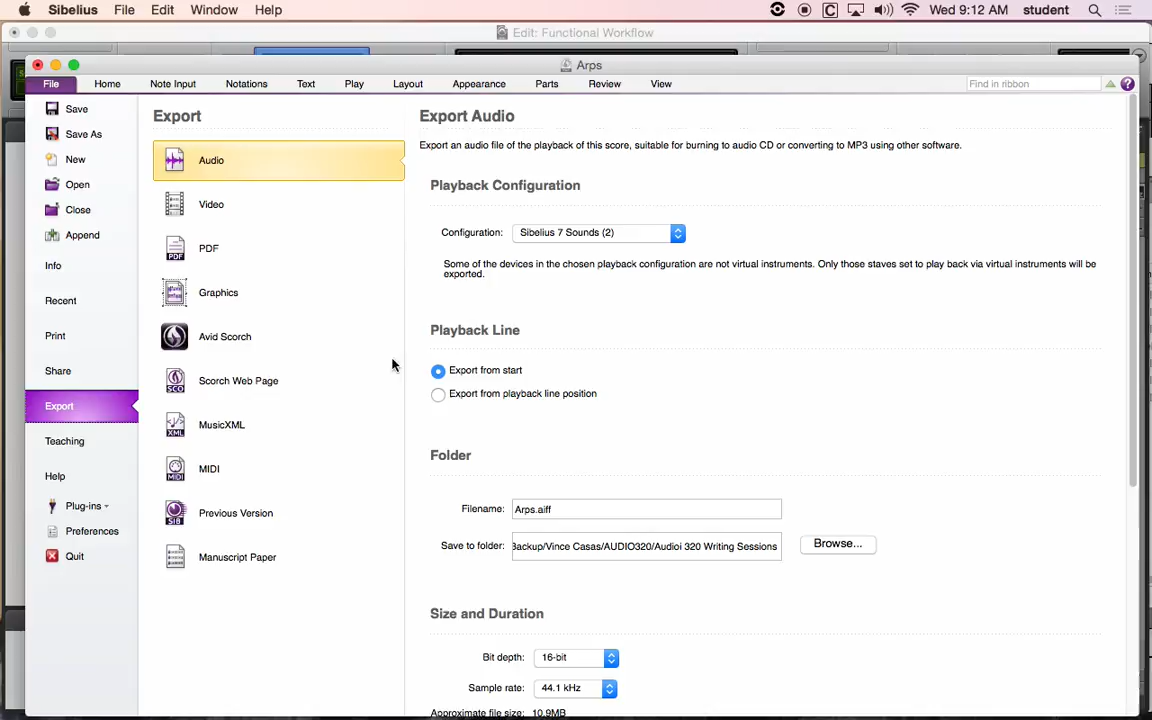 Sibelius File Edit Window Help Wed 9:12 AM student
Edit: Functional Workflow
Arps
File Home Note Input Notations Text Play Layout Appearance Parts Review View Find in ribbon
Save
Save As
New
Open
Close
Append
Info
Recent
Print
Share
Export
Teaching
Help
Plug-ins
Preferences
Quit
Export
Audio
Video
PDF
Graphics
Avid Scorch
Scorch Web Page
MusicXML
MIDI
Previous Version
Manuscript Paper
Export Audio
Export an audio file of the playback of this score, suitable for burning to audio CD or converting to MP3 using other software.
Playback Configuration
Configuration: Sibelius 7 Sounds (2)
Some of the devices in the chosen playback configuration are not virtual instruments. Only those staves set to play back via virtual instruments will be
exported.
Playback Line
Export from start
Export from playback line position
Folder
Filename: Arps.aiff
Save to folder: Backup/Vince Casas/AUDIO320/Audioi 320 Writing Sessions Browse...
Size and Duration
Bit depth: 16-bit
Sample rate: 44.1 kHz
Approximate file size: 10.9MB